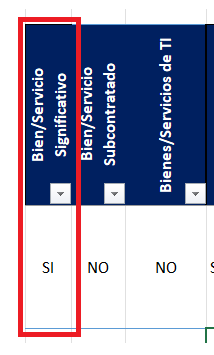 Bien/Servicio
Significativo
Bien/Servicio
Subcontratado
Bienes/Servicios de TI
SI
NO
NO